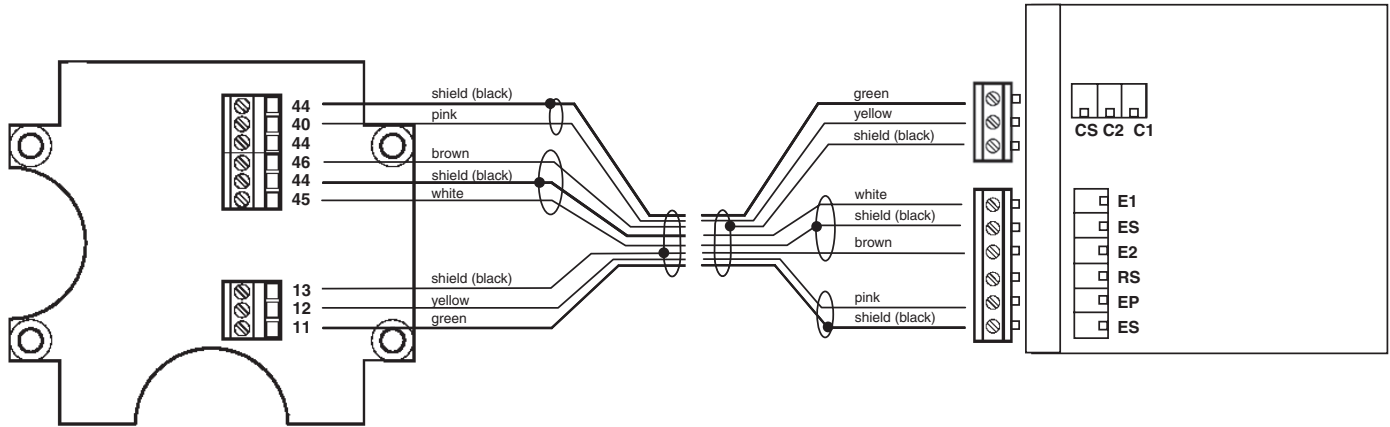 44 shield (black)
40 pink
44
46 brown
44 shield (black)
45 white
13 shield (black)
12 yellow
11 green
green
yellow
shield (black)
white
shield (black)
brown
pink
shield (black)
CS C2 C1
E1
ES
E2
RS
EP
ES